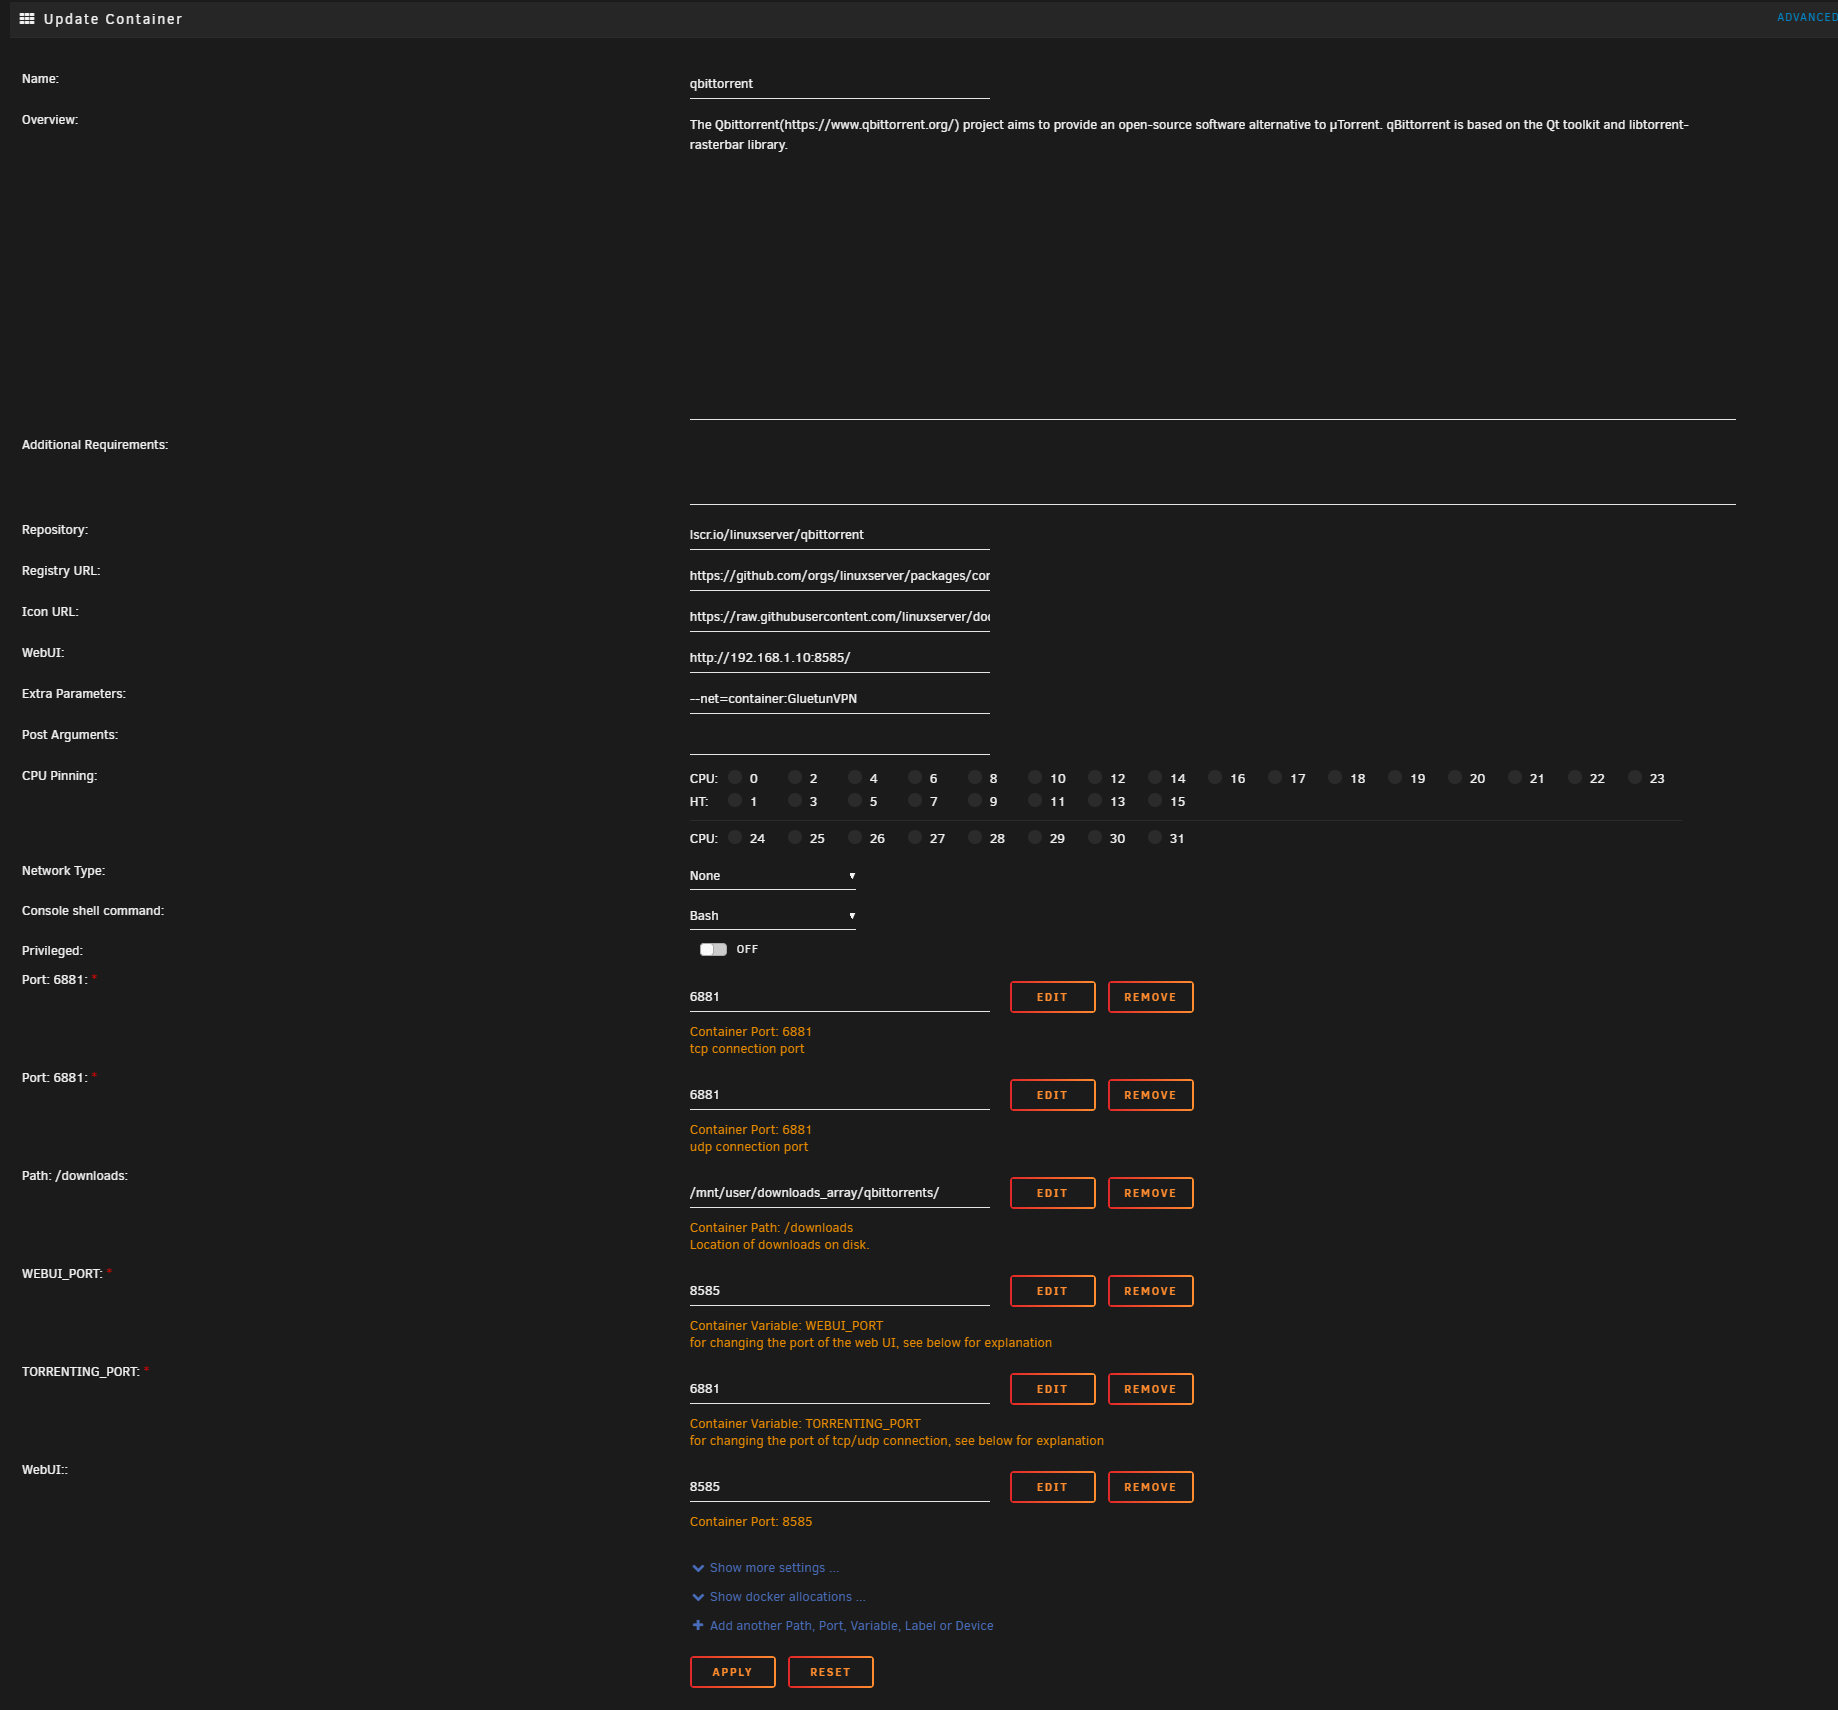 Update Container
ADVANCED
Name:
qbittorrent
Overview:
The Qbittorrent(https://www.qbittorrent.org/) project aims to provide an open-source software alternative to µTorrent. qBittorrent is based on the Qt toolkit and libtorrent-
rasterbar library.
Additional Requirements:
Repository:
lscr.io/linuxserver/qbittorrent
Registry URL:
https://github.com/orgs/linuxserver/packages/cor
Icon URL:
https://raw.githubusercontent.com/linuxserver/doc
WebUI:
http://192.168.1.10:8585/
Extra Parameters:
--net=container:GluetunVPN
Post Arguments:
CPU Pinning:
CPU: 0 2 4 6 8 10 12 14 16 17 18 19 20 21 22 23
HT: 1 3 5 7 9 11 13 15
CPU: 24 25 26 27 28 29 30 31
Network Type:
None
Console shell command:
Bash
Privileged:
OFF
Port: 6881: *
6881 EDIT REMOVE
Container Port: 6881
tcp connection port
Port: 6881: *
6881 EDIT REMOVE
Container Port: 6881
udp connection port
Path: /downloads:
/mnt/user/downloads_array/qbittorrents/ EDIT REMOVE
Container Path: /downloads
Location of downloads on disk.
WEBUI_PORT: *
8585 EDIT REMOVE
Container Variable: WEBUI_PORT
for changing the port of the web UI, see below for explanation
TORRENTING_PORT: *
6881 EDIT REMOVE
Container Variable: TORRENTING_PORT
for changing the port of tcp/udp connection, see below for explanation
WebUI::
8585 EDIT REMOVE
Container Port: 8585
Show more settings ...
Show docker allocations ...
Add another Path, Port, Variable, Label or Device
APPLY RESET